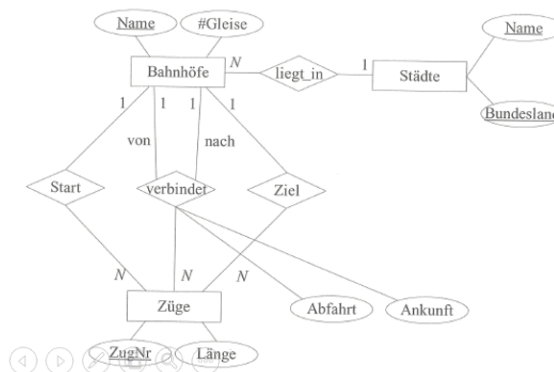 Name
#Gleise
Name
Bahnhöfe
N
liegt_in
1
Städte
Bundesland
1
1
1
1
von
nach
Start
verbindet
Ziel
N
N
N
Züge
Abfahrt
Ankunft
ZugNr
Länge